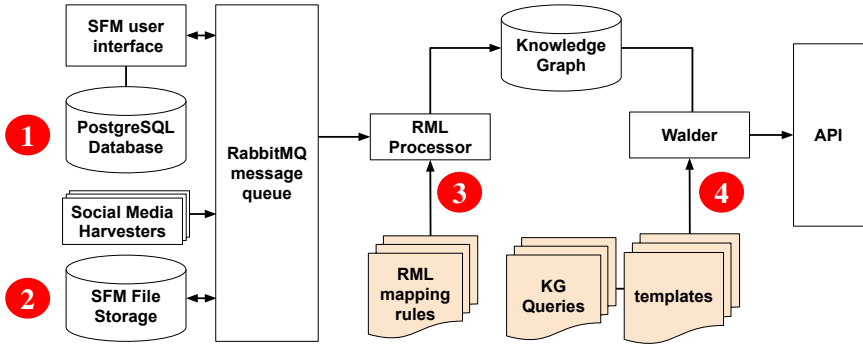 SFM user
interface
1
PostgreSQL
Database
Social Media
Harvesters
2
SFM File
Storage
RabbitMQ
message
queue
RML
Processor
3
RML
mapping
rules
Knowledge
Graph
KG
Queries
templates
4
Walder
API